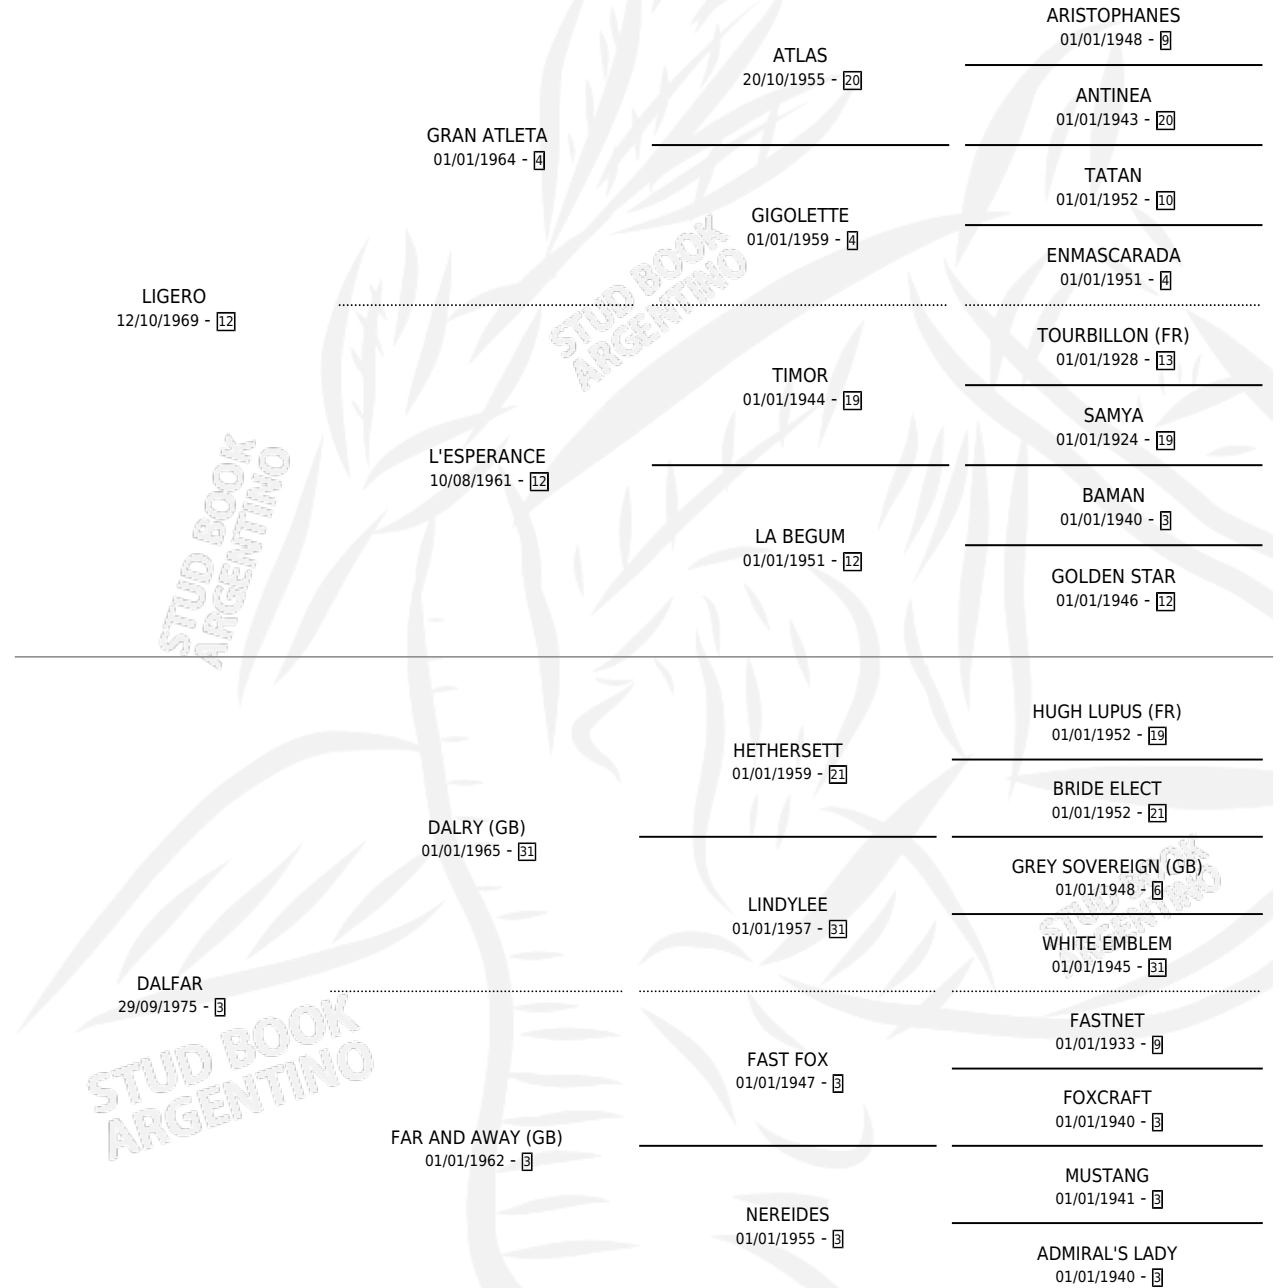 ARISTOPHANES
01/01/1948 - 9
ATLAS
20/10/1955 - 20
ANTINEA
01/01/1943 - 20
GRAN ATLETA
01/01/1964 - 4
TATAN
01/01/1952 - 10
GIGOLETTE
01/01/1959 - 4
ENMASCARADA
01/01/1951 - 4
LIGERO
12/10/1969 - 12
TOURBILLON (FR)
01/01/1928 - 13
TIMOR
01/01/1944 - 19
SAMYA
01/01/1924 - 19
L'ESPERANCE
10/08/1961 - 12
BAMAN
01/01/1940 - 3
LA BEGUM
01/01/1951 - 12
GOLDEN STAR
01/01/1946 - 12
HUGH LUPUS (FR)
01/01/1952 - 19
HETHERSETT
01/01/1959 - 21
BRIDE ELECT
01/01/1952 - 21
DALRY (GB)
01/01/1965 - 31
GREY SOVEREIGN (GB)
01/01/1948 - 6
LINDYLEE
01/01/1957 - 31
WHITE EMBLEM
01/01/1945 - 31
DALFAR
29/09/1975 - 3
FASTNET
01/01/1933 - 9
FAST FOX
01/01/1947 - 3
FOXCRAFT
01/01/1940 - 3
FAR AND AWAY (GB)
01/01/1962 - 3
MUSTANG
01/01/1941 - 3
NEREIDES
01/01/1955 - 3
ADMIRAL'S LADY
01/01/1940 - 3
STUD BOOK
ARGENTINO
STUD BOOK
ARGENTINO
STUD BOOK
ARGENTINO
STUD BOOK
ARGENTINO